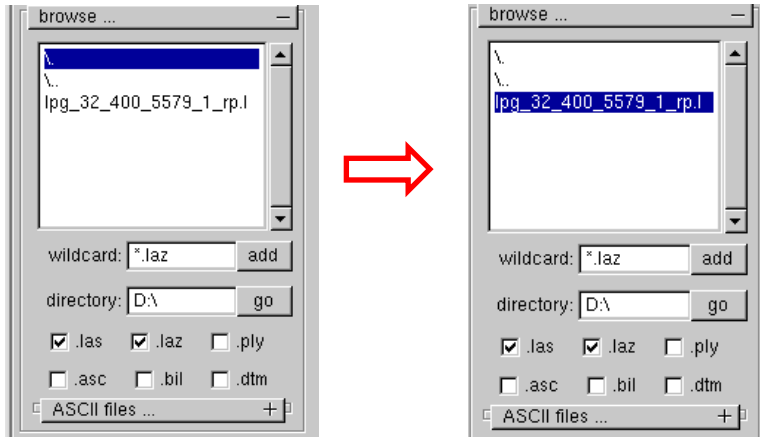 browse ...
\.
\..
lpg_32_400_5579_1_rp.l
wildcard: *.laz add
directory: D:\ go
.las .laz .ply
.asc .bil .dtm
ASCII files ...
browse ...
\.
\..
lpg_32_400_5579_1_rp.l
wildcard: *.laz add
directory: D:\ go
.las .laz .ply
.asc .bil .dtm
ASCII files ...